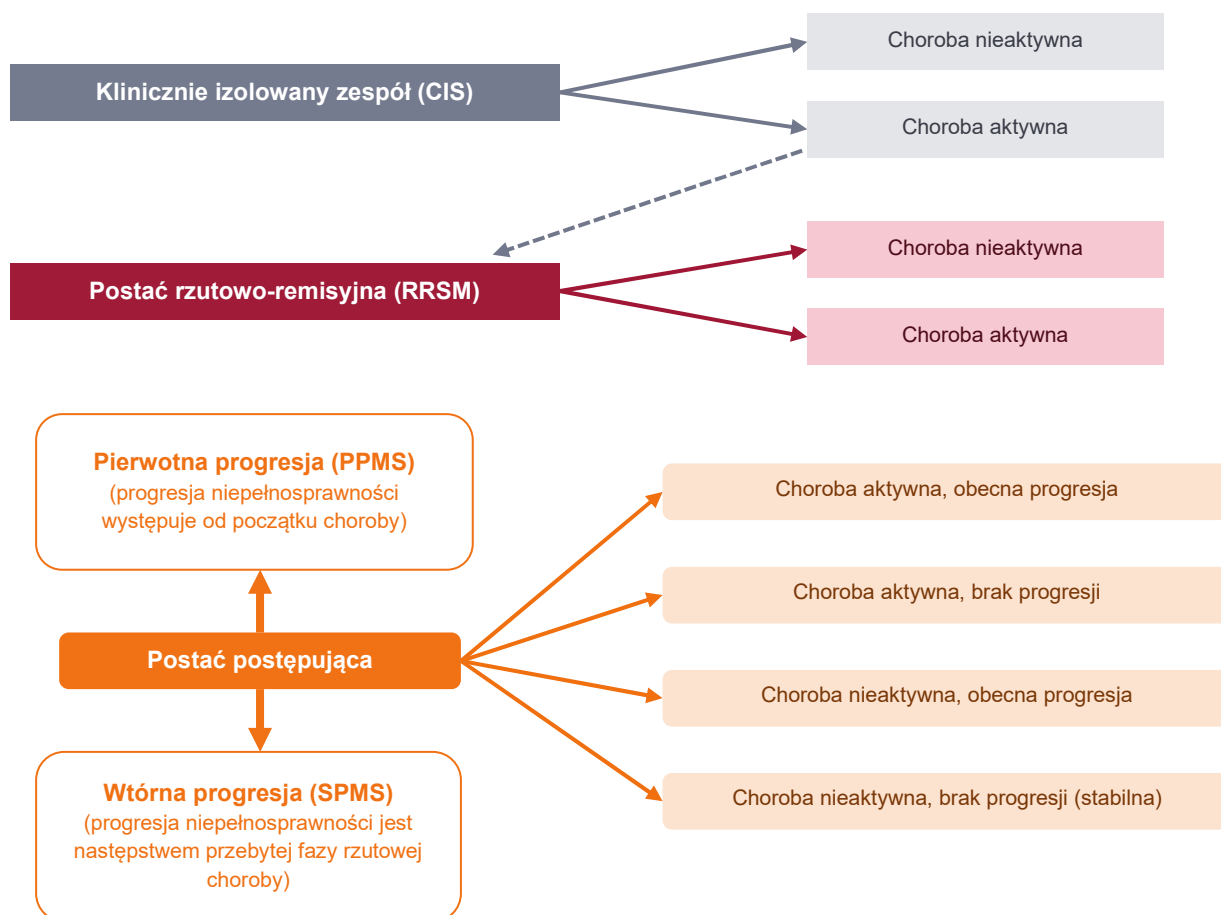 Choroba nieaktywna
Klinicznie izolowany zespół (CIS)
Choroba aktywna
Choroba nieaktywna
Postać rzutowo-remisyjna (RRSM)
Choroba aktywna
Pierwotna progresja (PPMS)
(progresja niepełnosprawności
występuje od początku choroby)
Choroba aktywna, obecna progresja
Choroba aktywna, brak progresji
Postać postępująca
Choroba nieaktywna, obecna progresja
Choroba nieaktywna, brak progresji (stabilna)
Wtórna progresja (SPMS)
(progresja niepełnosprawności jest
następstwem przebytej fazy rzutowej
choroby)